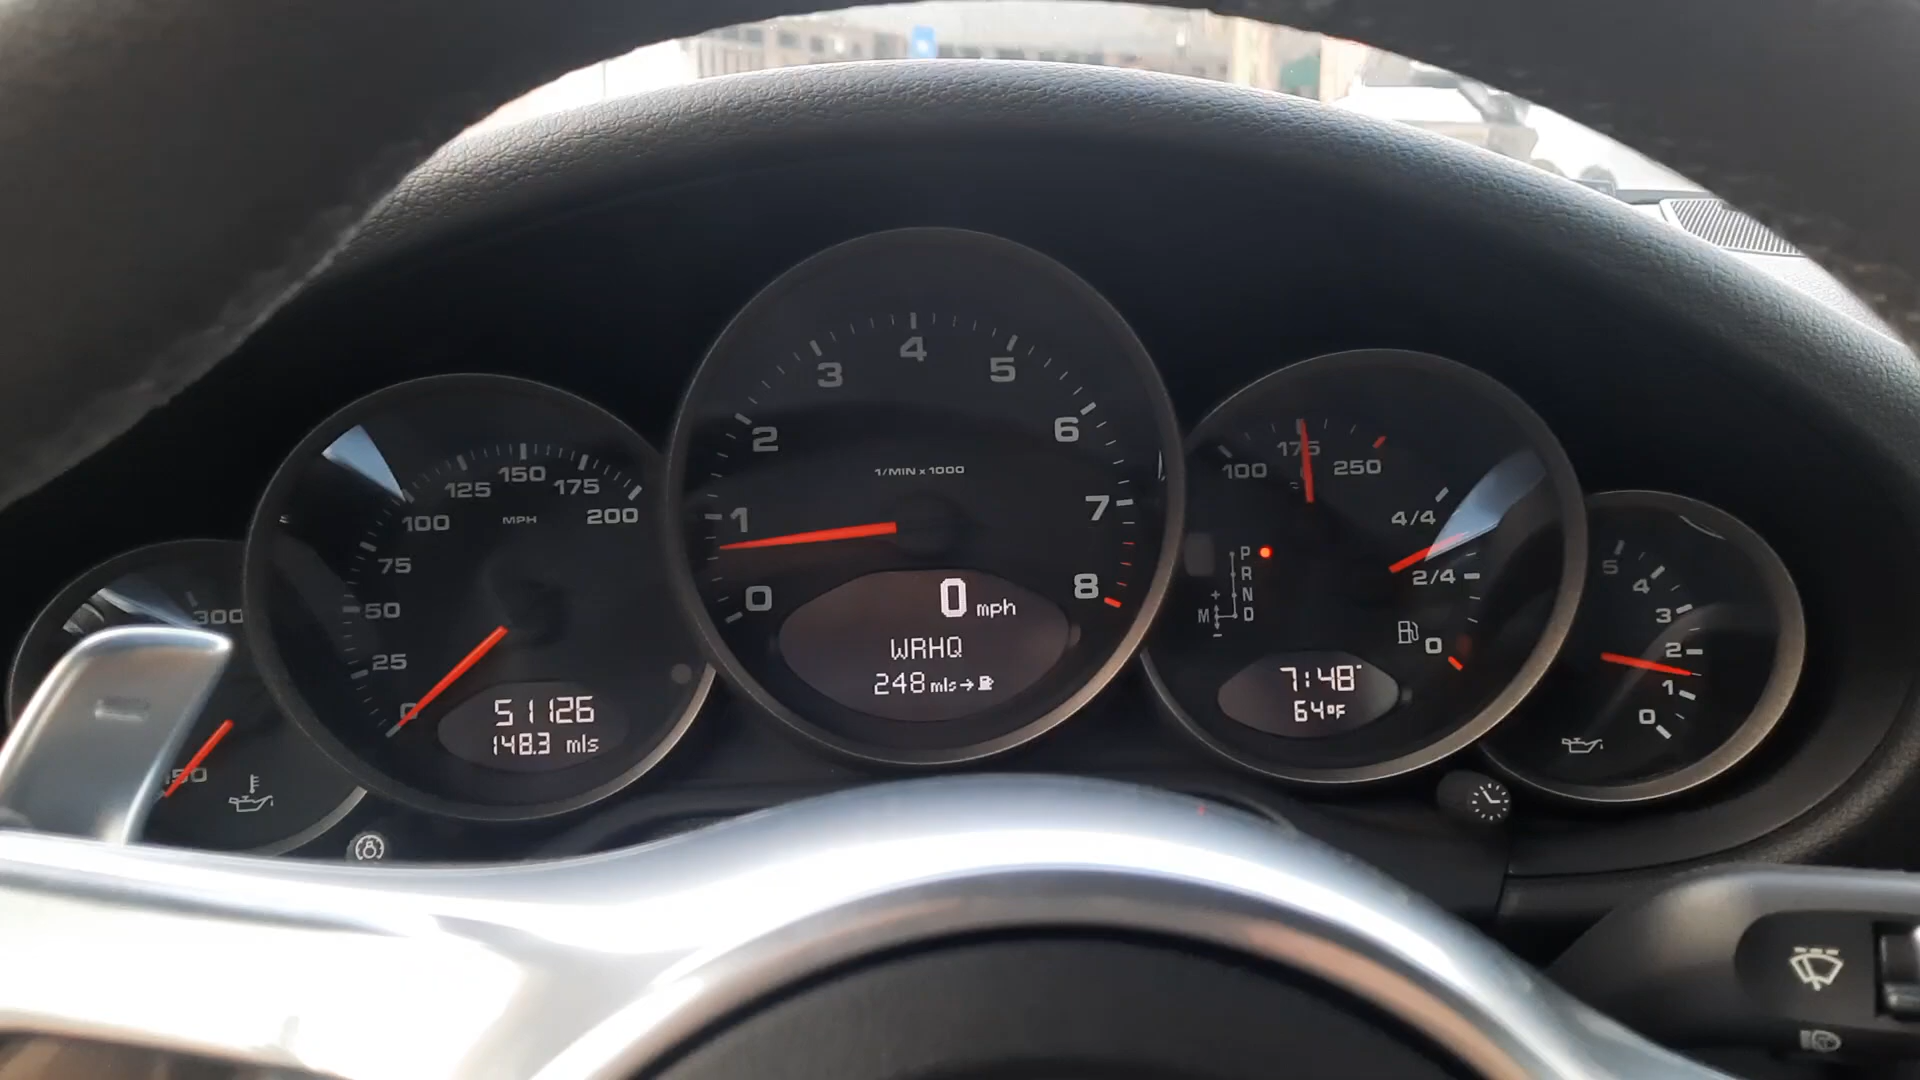 300
150
200
175
150
125
100
75
50
25
0
MPH
51126
148.3 mls
0
1
2
3
4
5
6
7
8
1/MIN x 1000
0 mph
WRHQ
248 mls→
100 175 250
4/4
2/4
0
P
R
N
D
M
+
-
7:48
64°F
5
4
3
2
1
0